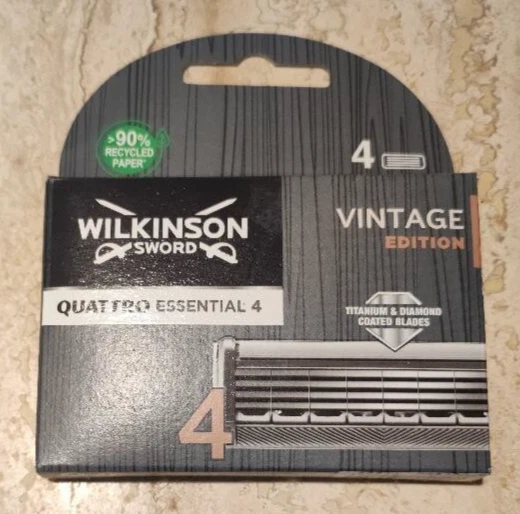 >90%
RECYCLED
PAPER*
4
WILKINSON
SWORD
VINTAGE
EDITION
QUATTRO ESSENTIAL 4
TITANIUM & DIAMOND
COATED BLADES
4